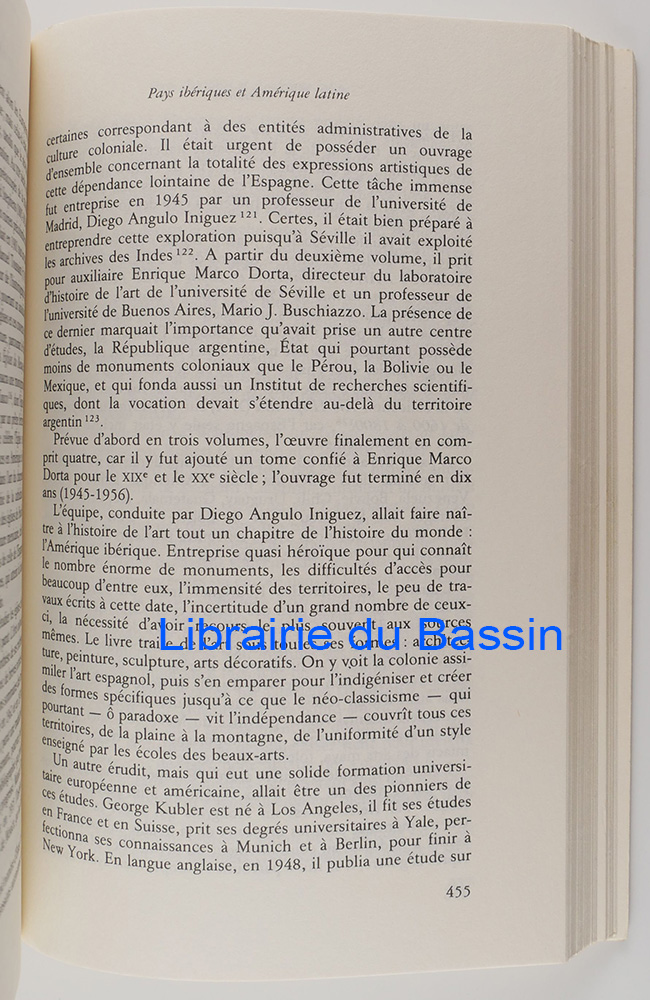 Pays ibériques et Amérique latine
certaines correspondant à des entités administratives de la
culture coloniale. Il était urgent de posséder un ouvrage
d'ensemble concernant la totalité des expressions artistiques de
cette dépendance lointaine de l'Espagne. Cette tâche immense
fut entreprise en 1945 par un professeur de l'université de
Madrid, Diego Angulo Iniguez 121. Certes, il était bien préparé à
entreprendre cette exploration puisqu'à Séville il avait exploité
les archives des Indes 122. A partir du deuxième volume, il prit
pour auxiliaire Enrique Marco Dorta, directeur du laboratoire
d'histoire de l'art de l'université de Séville et un professeur de
l'université de Buenos Aires, Mario J. Buschiazzo. La présence de
ce dernier marquait l'importance qu'avait prise un autre centre
d'études, la République argentine, État qui pourtant possède
moins de monuments coloniaux que le Pérou, la Bolivie ou le
Mexique, et qui fonda aussi un Institut de recherches scientifi-
ques, dont la vocation devait s'étendre au-delà du territoire
argentin 123.
Prévue d'abord en trois volumes, l'œuvre finalement en com-
prit quatre, car il y fut ajouté un tome confié à Enrique Marco
Dorta pour le XIXe et le XXe siècle ; l'ouvrage fut terminé en dix
ans (1945-1956).
L'équipe, conduite par Diego Angulo Iniguez, allait faire naî-
tre à l'histoire de l'art tout un chapitre de l'histoire du monde :
l'Amérique ibérique. Entreprise quasi héroïque pour qui connaît
le nombre énorme de monuments, les difficultés d'accès pour
beaucoup d'entre eux, l'immensité des territoires, le peu de tra-
vaux écrits à cette date, l'incertitude d'un grand nombre de ceux-
ci, la nécessité d'avoir recours le plus souvent aux sources
mêmes. Le livre traite de l'art sous toutes ses formes : architec-
Librairie du Bassin
ture, peinture, sculpture, arts décoratifs. On y voit la colonie assi-
miler l'art espagnol, puis s'en emparer pour l'indigéniser et créer
des formes spécifiques jusqu'à ce que le néo-classicisme — qui
pourtant — ô paradoxe — vit l'indépendance — couvrît tous ces
territoires, de la plaine à la montagne, de l'uniformité d'un style
enseigné par les écoles des beaux-arts.
Un autre érudit, mais qui eut une solide formation universi-
taire européenne et américaine, allait être un des pionniers de
ces études. George Kubler est né à Los Angeles, il fit ses études
en France et en Suisse, prit ses degrés universitaires à Yale, per-
fectionna ses connaissances à Munich et à Berlin, pour finir à
New York. En langue anglaise, en 1948, il publia une étude sur
455